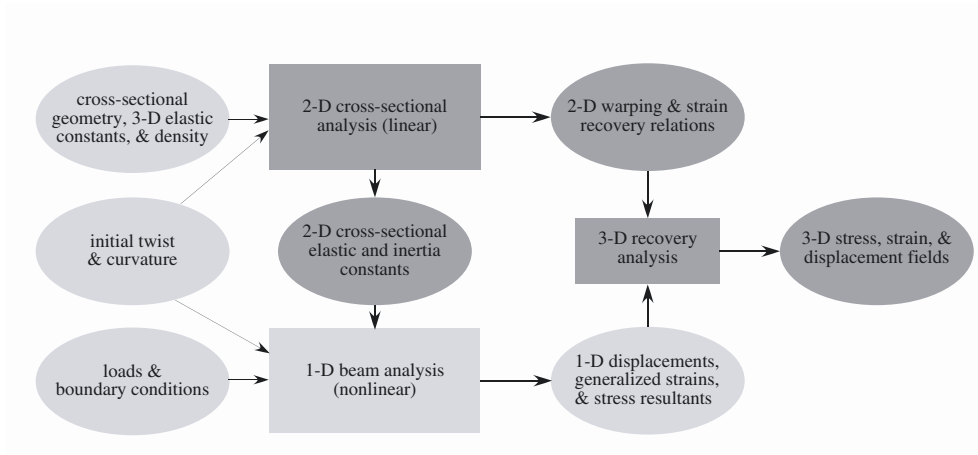 cross-sectional
geometry, 3-D elastic
constants, & density
2-D cross-sectional
analysis (linear)
2-D warping & strain
recovery relations
initial twist
& curvature
2-D cross-sectional
elastic and inertia
constants
3-D recovery
analysis
3-D stress, strain, &
displacement fields
loads &
boundary conditions
1-D beam analysis
(nonlinear)
1-D displacements,
generalized strains,
& stress resultants